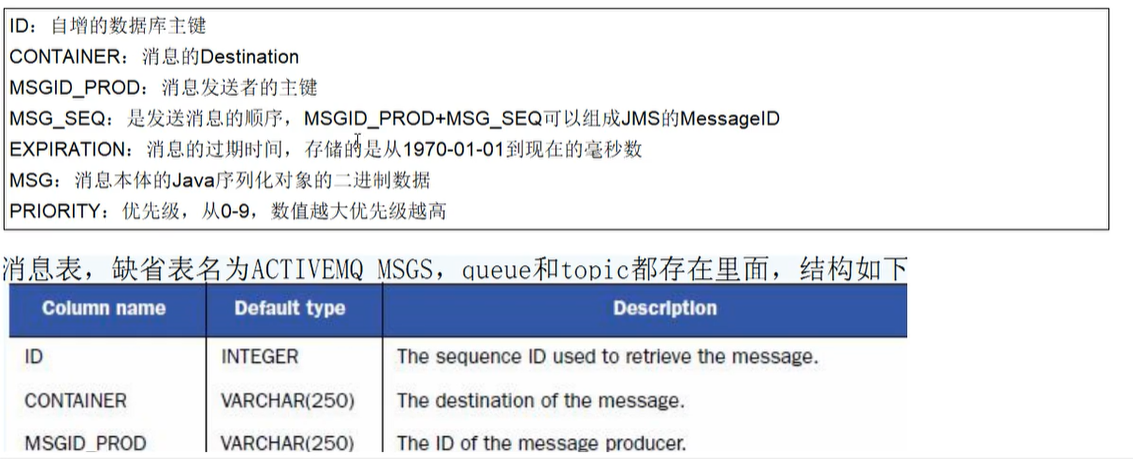 ID：自增的数据库主键
CONTAINER：消息的Destination
MSGID_PROD：消息发送者的主键
MSG_SEQ：是发送消息的顺序，MSGID_PROD+MSG_SEQ可以组成JMS的MessageID
EXPIRATION：消息的过期时间，存储的是从1970-01-01到现在的毫秒数
MSG：消息本体的Java序列化对象的二进制数据
PRIORITY：优先级，从0-9，数值越大优先级越高
消息表，缺省表名为ACTIVEMQ_MSGS，queue和topic都存在里面，结构如下
Column name Default type Description
ID INTEGER The sequence ID used to retrieve the message.
CONTAINER VARCHAR(250) The destination of the message.
MSGID_PROD VARCHAR(250) The ID of the message producer.